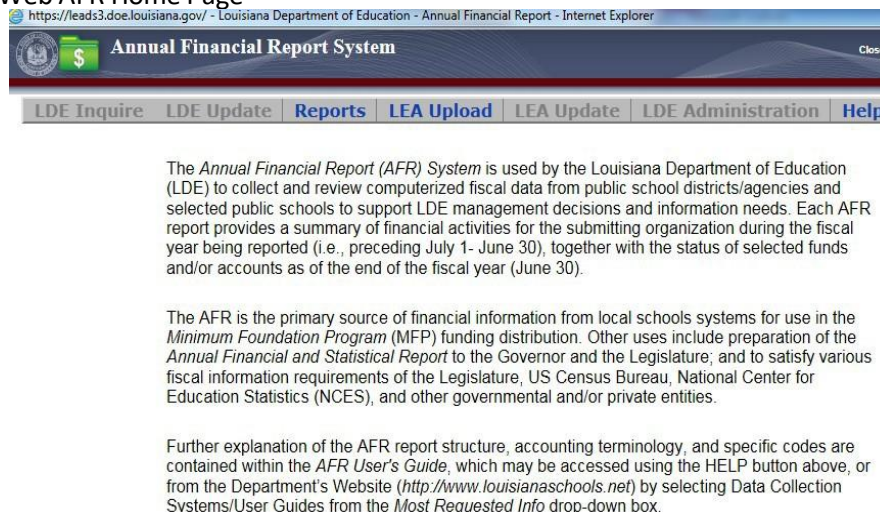 Web AFR Home Page
https://leads3.doe.louisiana.gov/ - Louisiana Department of Education - Annual Financial Report - Internet Explorer
$ Annual Financial Report System
LDE Inquire LDE Update Reports LEA Upload LEA Update LDE Administration Help
The Annual Financial Report (AFR) System is used by the Louisiana Department of Education
(LDE) to collect and review computerized fiscal data from public school districts/agencies and
selected public schools to support LDE management decisions and information needs. Each AFR
report provides a summary of financial activities for the submitting organization during the fiscal
year being reported (i.e., preceding July 1- June 30), together with the status of selected funds
and/or accounts as of the end of the fiscal year (June 30).
The AFR is the primary source of financial information from local schools systems for use in the
Minimum Foundation Program (MFP) funding distribution. Other uses include preparation of the
Annual Financial and Statistical Report to the Governor and the Legislature; and to satisfy various
fiscal information requirements of the Legislature, US Census Bureau, National Center for
Education Statistics (NCES), and other governmental and/or private entities.
Further explanation of the AFR report structure, accounting terminology, and specific codes are
contained within the AFR User's Guide, which may be accessed using the HELP button above, or
from the Department's Website (http://www.louisianaschools.net) by selecting Data Collection
Systems/User Guides from the Most Requested Info drop-down box.